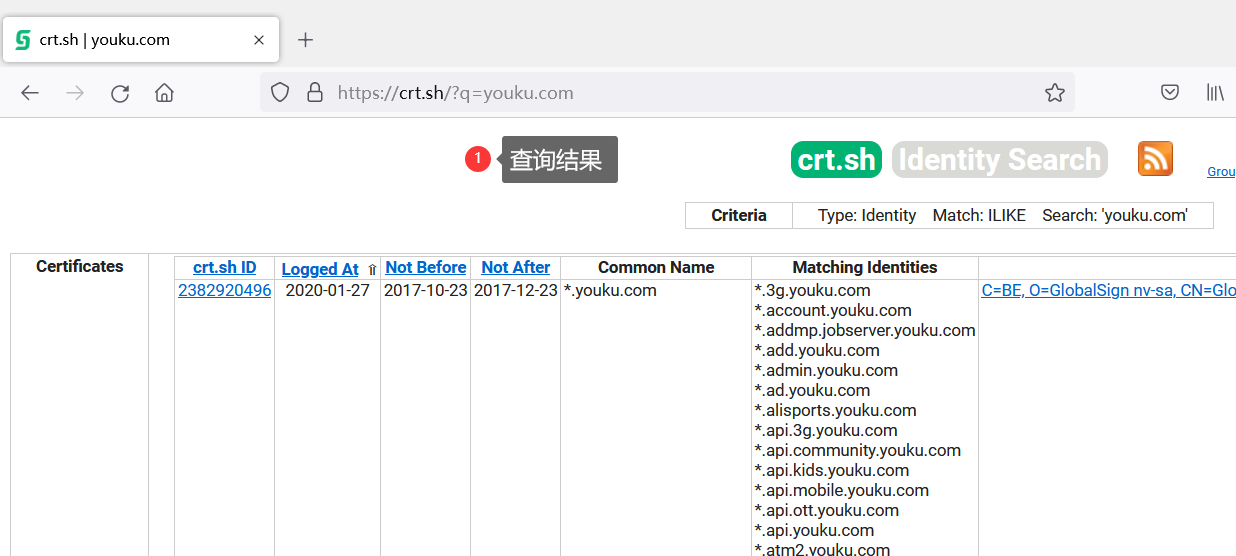 crt.sh | youku.com
https://crt.sh/?q=youku.com
1 查询结果
crt.sh Identity Search
Grou
Criteria Type: Identity Match: ILIKE Search: 'youku.com'
Certificates crt.sh ID Logged At ⇧ Not Before Not After Common Name Matching Identities
2382920496 2020-01-27 2017-10-23 2017-12-23 *.youku.com *.3g.youku.com C=BE, O=GlobalSign nv-sa, CN=Glo
*.account.youku.com
*.addmp.jobserver.youku.com
*.add.youku.com
*.admin.youku.com
*.ad.youku.com
*.alisports.youku.com
*.api.3g.youku.com
*.api.community.youku.com
*.api.kids.youku.com
*.api.mobile.youku.com
*.api.ott.youku.com
*.api.youku.com
*.atm2.youku.com